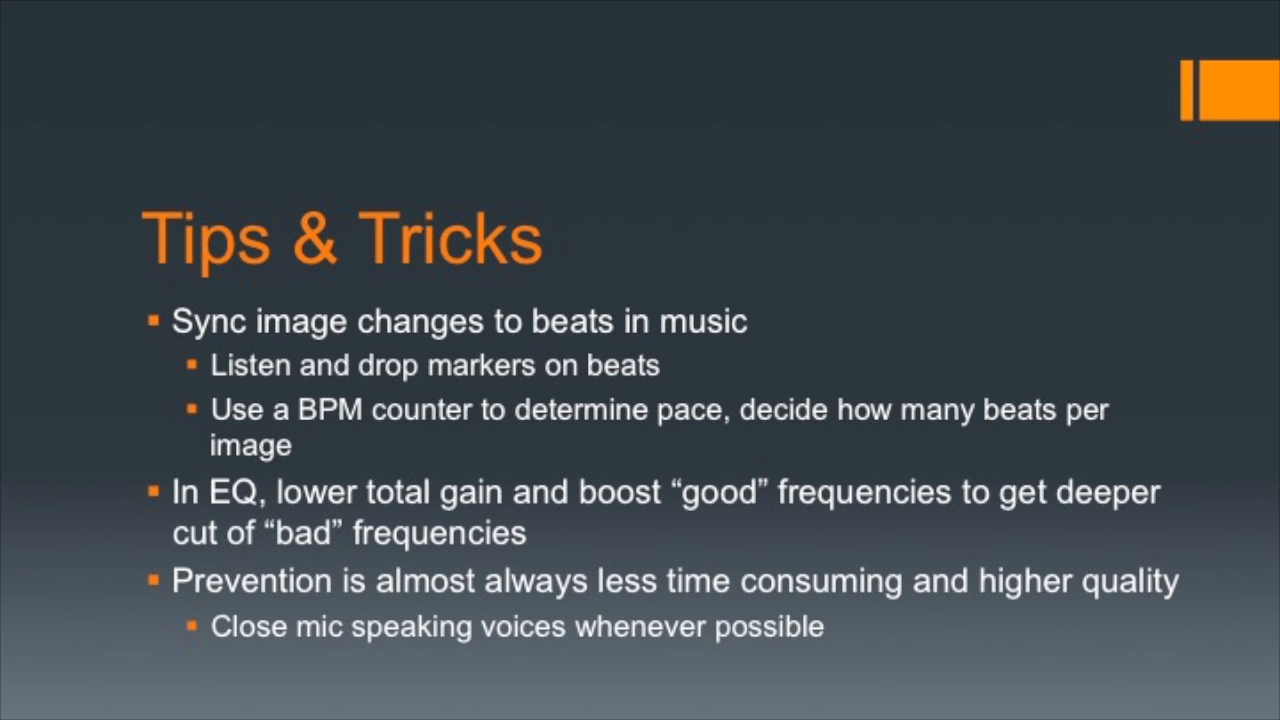 Tips & Tricks
Sync image changes to beats in music
Listen and drop markers on beats
Use a BPM counter to determine pace, decide how many beats per
image
In EQ, lower total gain and boost “good” frequencies to get deeper
cut of “bad” frequencies
Prevention is almost always less time consuming and higher quality
Close mic speaking voices whenever possible